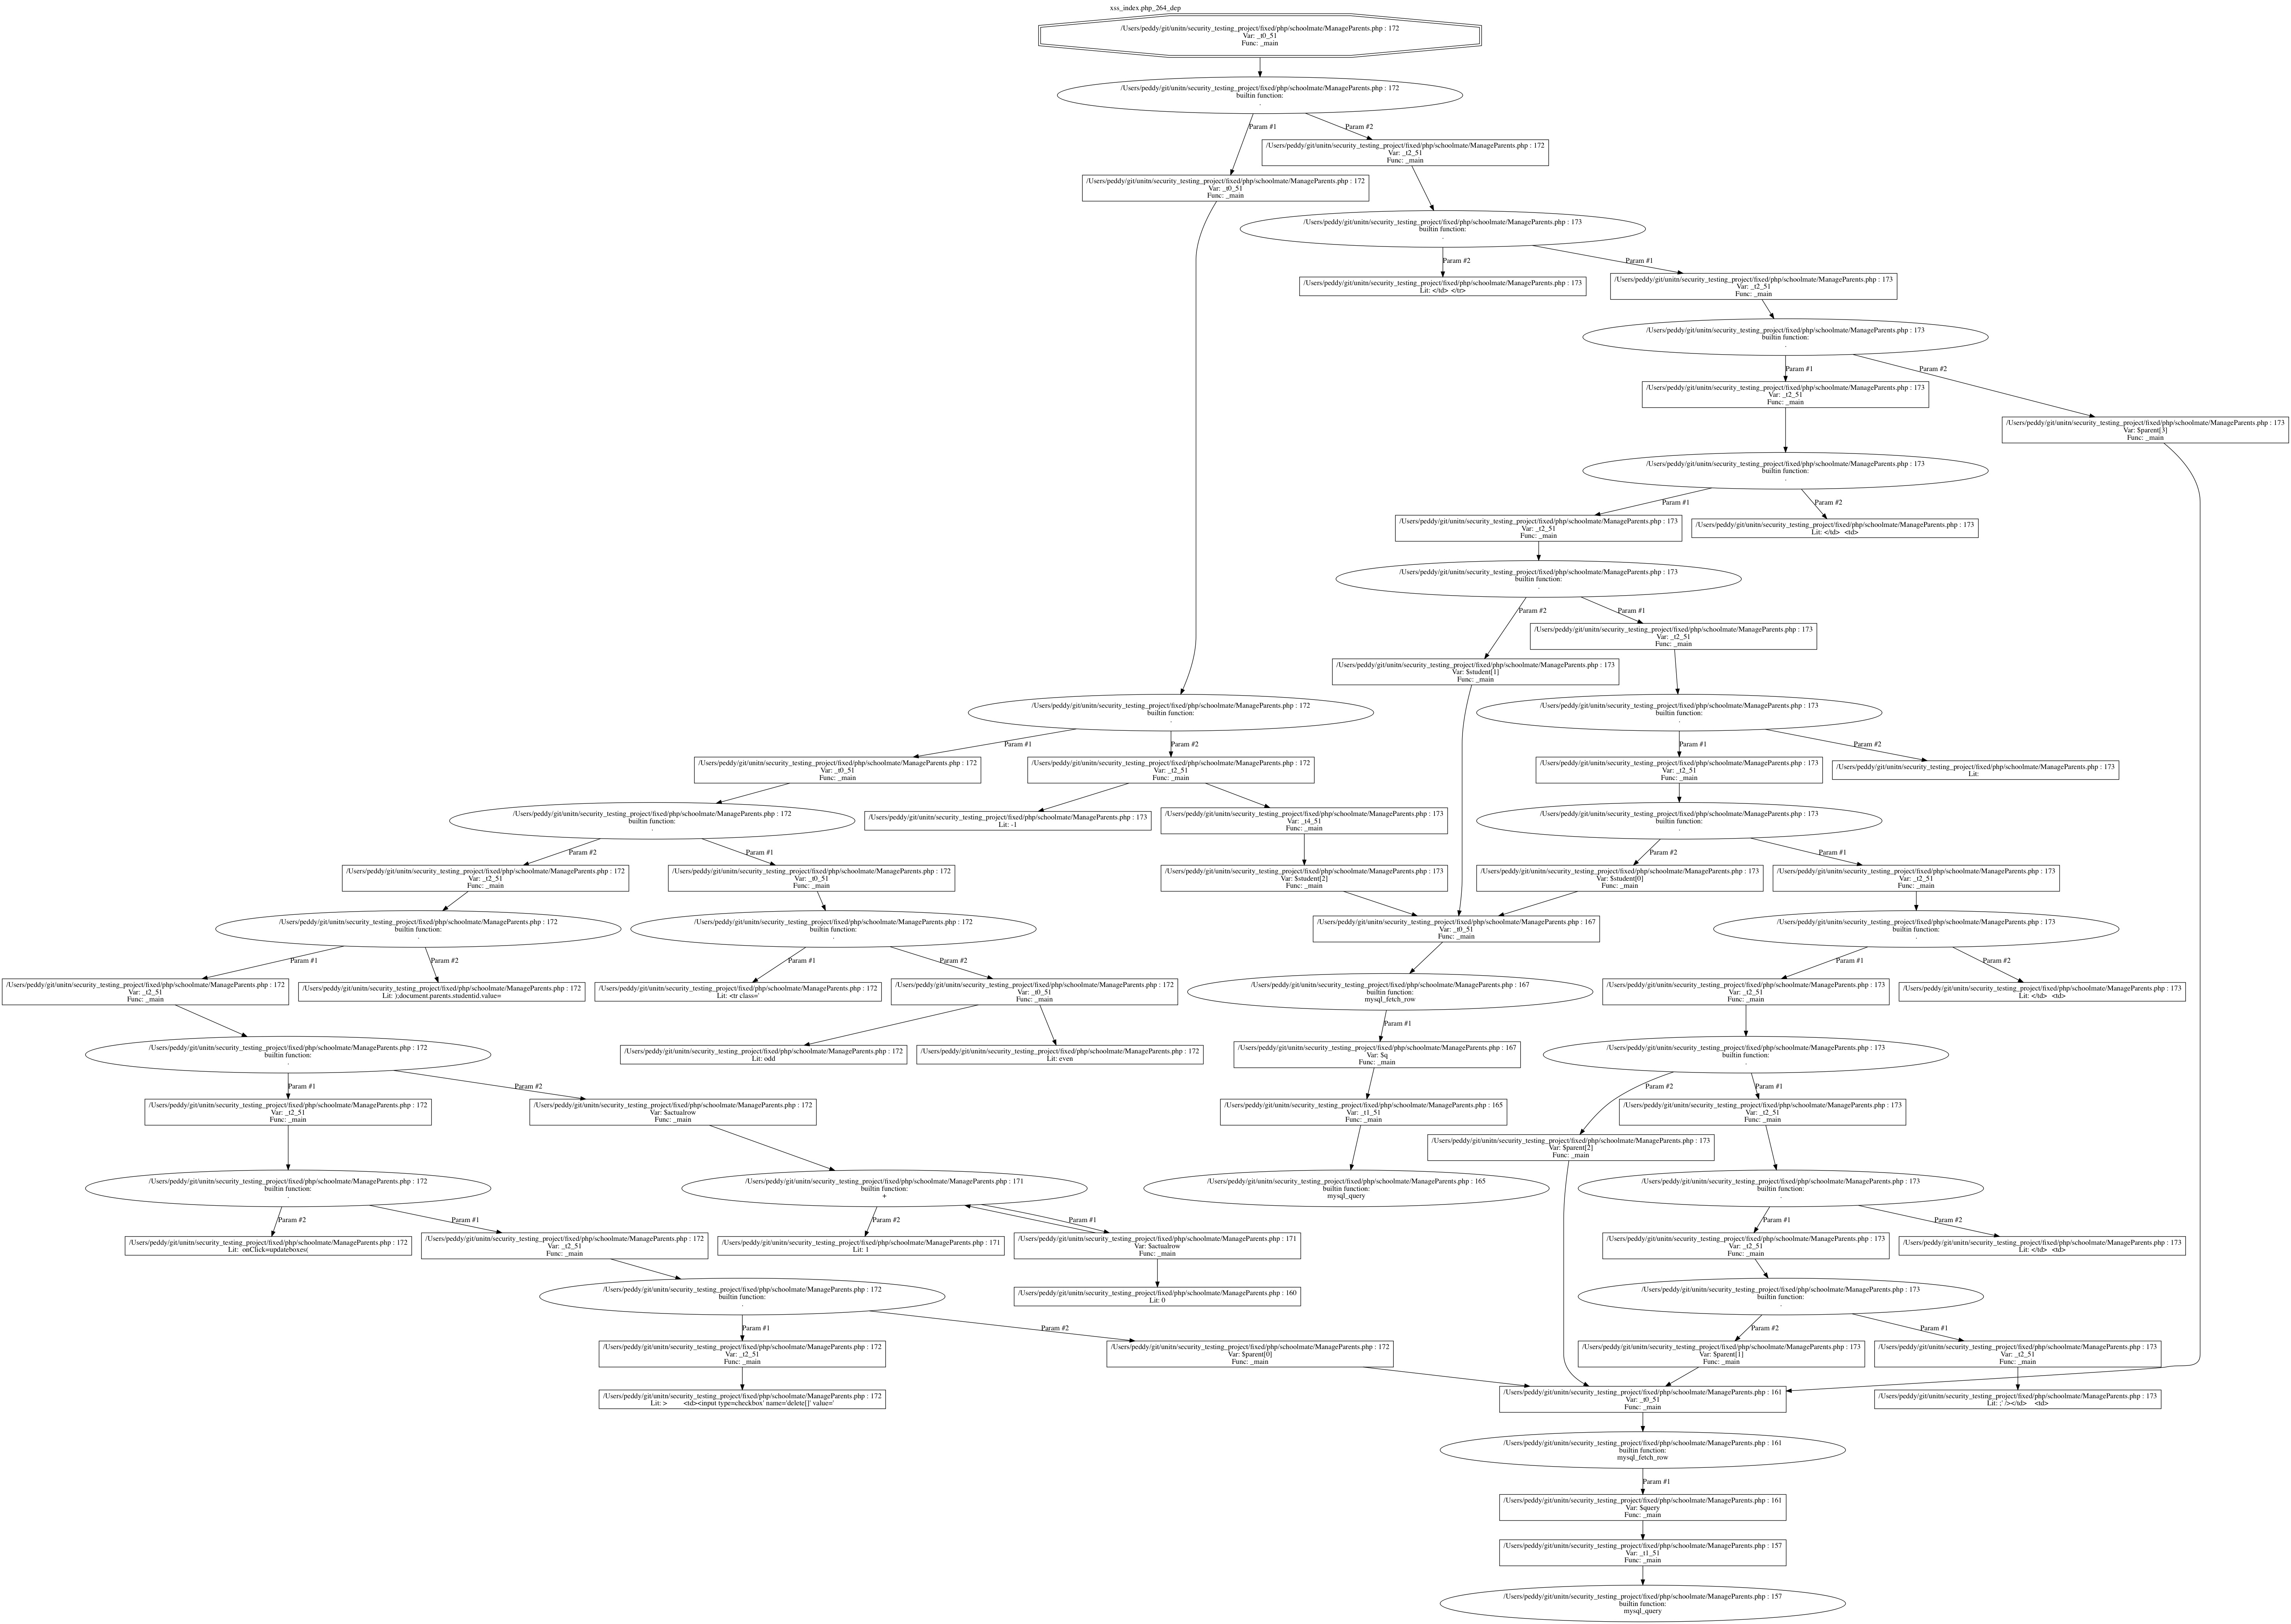 xss_index.php_264_dep
/Users/peddy/git/unitn/security_testing_project/fixed/php/schoolmate/ManageParents.php : 172
Var: _t0_51
Func: _main
/Users/peddy/git/unitn/security_testing_project/fixed/php/schoolmate/ManageParents.php : 172
builtin function:
.
Param #1
Param #2
/Users/peddy/git/unitn/security_testing_project/fixed/php/schoolmate/ManageParents.php : 172
Var: _t2_51
Func: _main
/Users/peddy/git/unitn/security_testing_project/fixed/php/schoolmate/ManageParents.php : 172
Var: _t0_51
Func: _main
/Users/peddy/git/unitn/security_testing_project/fixed/php/schoolmate/ManageParents.php : 173
builtin function:
.
Param #2
Param #1
/Users/peddy/git/unitn/security_testing_project/fixed/php/schoolmate/ManageParents.php : 173
Lit: </td>  </tr>
/Users/peddy/git/unitn/security_testing_project/fixed/php/schoolmate/ManageParents.php : 173
Var: _t2_51
Func: _main
/Users/peddy/git/unitn/security_testing_project/fixed/php/schoolmate/ManageParents.php : 173
builtin function:
.
Param #1
Param #2
/Users/peddy/git/unitn/security_testing_project/fixed/php/schoolmate/ManageParents.php : 173
Var: _t2_51
Func: _main
/Users/peddy/git/unitn/security_testing_project/fixed/php/schoolmate/ManageParents.php : 173
Var: $parent[3]
Func: _main
/Users/peddy/git/unitn/security_testing_project/fixed/php/schoolmate/ManageParents.php : 173
builtin function:
.
Param #1
Param #2
/Users/peddy/git/unitn/security_testing_project/fixed/php/schoolmate/ManageParents.php : 173
Var: _t2_51
Func: _main
/Users/peddy/git/unitn/security_testing_project/fixed/php/schoolmate/ManageParents.php : 173
Lit: </td>   <td>
/Users/peddy/git/unitn/security_testing_project/fixed/php/schoolmate/ManageParents.php : 173
builtin function:
.
Param #2
Param #1
/Users/peddy/git/unitn/security_testing_project/fixed/php/schoolmate/ManageParents.php : 173
Var: _t2_51
Func: _main
/Users/peddy/git/unitn/security_testing_project/fixed/php/schoolmate/ManageParents.php : 173
Var: $student[1]
Func: _main
/Users/peddy/git/unitn/security_testing_project/fixed/php/schoolmate/ManageParents.php : 172
builtin function:
.
/Users/peddy/git/unitn/security_testing_project/fixed/php/schoolmate/ManageParents.php : 173
builtin function:
.
Param #1
Param #2
Param #1
Param #2
/Users/peddy/git/unitn/security_testing_project/fixed/php/schoolmate/ManageParents.php : 172
Var: _t0_51
Func: _main
/Users/peddy/git/unitn/security_testing_project/fixed/php/schoolmate/ManageParents.php : 172
Var: _t2_51
Func: _main
/Users/peddy/git/unitn/security_testing_project/fixed/php/schoolmate/ManageParents.php : 173
Var: _t2_51
Func: _main
/Users/peddy/git/unitn/security_testing_project/fixed/php/schoolmate/ManageParents.php : 173
Lit:
/Users/peddy/git/unitn/security_testing_project/fixed/php/schoolmate/ManageParents.php : 172
builtin function:
.
/Users/peddy/git/unitn/security_testing_project/fixed/php/schoolmate/ManageParents.php : 173
Lit: -1
/Users/peddy/git/unitn/security_testing_project/fixed/php/schoolmate/ManageParents.php : 173
Var: _t4_51
Func: _main
/Users/peddy/git/unitn/security_testing_project/fixed/php/schoolmate/ManageParents.php : 173
builtin function:
.
Param #2
Param #1
Param #2
Param #1
/Users/peddy/git/unitn/security_testing_project/fixed/php/schoolmate/ManageParents.php : 172
Var: _t2_51
Func: _main
/Users/peddy/git/unitn/security_testing_project/fixed/php/schoolmate/ManageParents.php : 172
Var: _t0_51
Func: _main
/Users/peddy/git/unitn/security_testing_project/fixed/php/schoolmate/ManageParents.php : 173
Var: $student[2]
Func: _main
/Users/peddy/git/unitn/security_testing_project/fixed/php/schoolmate/ManageParents.php : 173
Var: $student[0]
Func: _main
/Users/peddy/git/unitn/security_testing_project/fixed/php/schoolmate/ManageParents.php : 173
Var: _t2_51
Func: _main
/Users/peddy/git/unitn/security_testing_project/fixed/php/schoolmate/ManageParents.php : 172
builtin function:
.
/Users/peddy/git/unitn/security_testing_project/fixed/php/schoolmate/ManageParents.php : 172
builtin function:
.
/Users/peddy/git/unitn/security_testing_project/fixed/php/schoolmate/ManageParents.php : 167
Var: _t0_51
Func: _main
/Users/peddy/git/unitn/security_testing_project/fixed/php/schoolmate/ManageParents.php : 173
builtin function:
.
Param #1
Param #2
Param #1
Param #2
Param #1
Param #2
/Users/peddy/git/unitn/security_testing_project/fixed/php/schoolmate/ManageParents.php : 172
Var: _t2_51
Func: _main
/Users/peddy/git/unitn/security_testing_project/fixed/php/schoolmate/ManageParents.php : 172
Lit: );document.parents.studentid.value=
/Users/peddy/git/unitn/security_testing_project/fixed/php/schoolmate/ManageParents.php : 172
Lit: <tr class='
/Users/peddy/git/unitn/security_testing_project/fixed/php/schoolmate/ManageParents.php : 172
Var: _t0_51
Func: _main
/Users/peddy/git/unitn/security_testing_project/fixed/php/schoolmate/ManageParents.php : 167
builtin function:
mysql_fetch_row
/Users/peddy/git/unitn/security_testing_project/fixed/php/schoolmate/ManageParents.php : 173
Var: _t2_51
Func: _main
/Users/peddy/git/unitn/security_testing_project/fixed/php/schoolmate/ManageParents.php : 173
Lit: </td>   <td>
Param #1
/Users/peddy/git/unitn/security_testing_project/fixed/php/schoolmate/ManageParents.php : 172
builtin function:
.
/Users/peddy/git/unitn/security_testing_project/fixed/php/schoolmate/ManageParents.php : 172
Lit: odd
/Users/peddy/git/unitn/security_testing_project/fixed/php/schoolmate/ManageParents.php : 172
Lit: even
/Users/peddy/git/unitn/security_testing_project/fixed/php/schoolmate/ManageParents.php : 167
Var: $q
Func: _main
/Users/peddy/git/unitn/security_testing_project/fixed/php/schoolmate/ManageParents.php : 173
builtin function:
.
Param #1
Param #2
Param #2
Param #1
/Users/peddy/git/unitn/security_testing_project/fixed/php/schoolmate/ManageParents.php : 172
Var: _t2_51
Func: _main
/Users/peddy/git/unitn/security_testing_project/fixed/php/schoolmate/ManageParents.php : 172
Var: $actualrow
Func: _main
/Users/peddy/git/unitn/security_testing_project/fixed/php/schoolmate/ManageParents.php : 165
Var: _t1_51
Func: _main
/Users/peddy/git/unitn/security_testing_project/fixed/php/schoolmate/ManageParents.php : 173
Var: _t2_51
Func: _main
/Users/peddy/git/unitn/security_testing_project/fixed/php/schoolmate/ManageParents.php : 173
Var: $parent[2]
Func: _main
/Users/peddy/git/unitn/security_testing_project/fixed/php/schoolmate/ManageParents.php : 172
builtin function:
.
/Users/peddy/git/unitn/security_testing_project/fixed/php/schoolmate/ManageParents.php : 171
builtin function:
+
/Users/peddy/git/unitn/security_testing_project/fixed/php/schoolmate/ManageParents.php : 165
builtin function:
mysql_query
/Users/peddy/git/unitn/security_testing_project/fixed/php/schoolmate/ManageParents.php : 173
builtin function:
.
Param #2
Param #1
Param #2
Param #1
Param #1
Param #2
/Users/peddy/git/unitn/security_testing_project/fixed/php/schoolmate/ManageParents.php : 172
Lit:  onClick=updateboxes(
/Users/peddy/git/unitn/security_testing_project/fixed/php/schoolmate/ManageParents.php : 172
Var: _t2_51
Func: _main
/Users/peddy/git/unitn/security_testing_project/fixed/php/schoolmate/ManageParents.php : 171
Lit: 1
/Users/peddy/git/unitn/security_testing_project/fixed/php/schoolmate/ManageParents.php : 171
Var: $actualrow
Func: _main
/Users/peddy/git/unitn/security_testing_project/fixed/php/schoolmate/ManageParents.php : 173
Var: _t2_51
Func: _main
/Users/peddy/git/unitn/security_testing_project/fixed/php/schoolmate/ManageParents.php : 173
Lit: </td>   <td>
/Users/peddy/git/unitn/security_testing_project/fixed/php/schoolmate/ManageParents.php : 172
builtin function:
.
/Users/peddy/git/unitn/security_testing_project/fixed/php/schoolmate/ManageParents.php : 160
Lit: 0
/Users/peddy/git/unitn/security_testing_project/fixed/php/schoolmate/ManageParents.php : 173
builtin function:
.
Param #1
Param #2
Param #2
Param #1
/Users/peddy/git/unitn/security_testing_project/fixed/php/schoolmate/ManageParents.php : 172
Var: _t2_51
Func: _main
/Users/peddy/git/unitn/security_testing_project/fixed/php/schoolmate/ManageParents.php : 172
Var: $parent[0]
Func: _main
/Users/peddy/git/unitn/security_testing_project/fixed/php/schoolmate/ManageParents.php : 173
Var: $parent[1]
Func: _main
/Users/peddy/git/unitn/security_testing_project/fixed/php/schoolmate/ManageParents.php : 173
Var: _t2_51
Func: _main
/Users/peddy/git/unitn/security_testing_project/fixed/php/schoolmate/ManageParents.php : 172
Lit: >        <td><input type=checkbox' name='delete[]' value='
/Users/peddy/git/unitn/security_testing_project/fixed/php/schoolmate/ManageParents.php : 161
Var: _t0_51
Func: _main
/Users/peddy/git/unitn/security_testing_project/fixed/php/schoolmate/ManageParents.php : 173
Lit: ;' /></td>    <td>
/Users/peddy/git/unitn/security_testing_project/fixed/php/schoolmate/ManageParents.php : 161
builtin function:
mysql_fetch_row
Param #1
/Users/peddy/git/unitn/security_testing_project/fixed/php/schoolmate/ManageParents.php : 161
Var: $query
Func: _main
/Users/peddy/git/unitn/security_testing_project/fixed/php/schoolmate/ManageParents.php : 157
Var: _t1_51
Func: _main
/Users/peddy/git/unitn/security_testing_project/fixed/php/schoolmate/ManageParents.php : 157
builtin function:
mysql_query